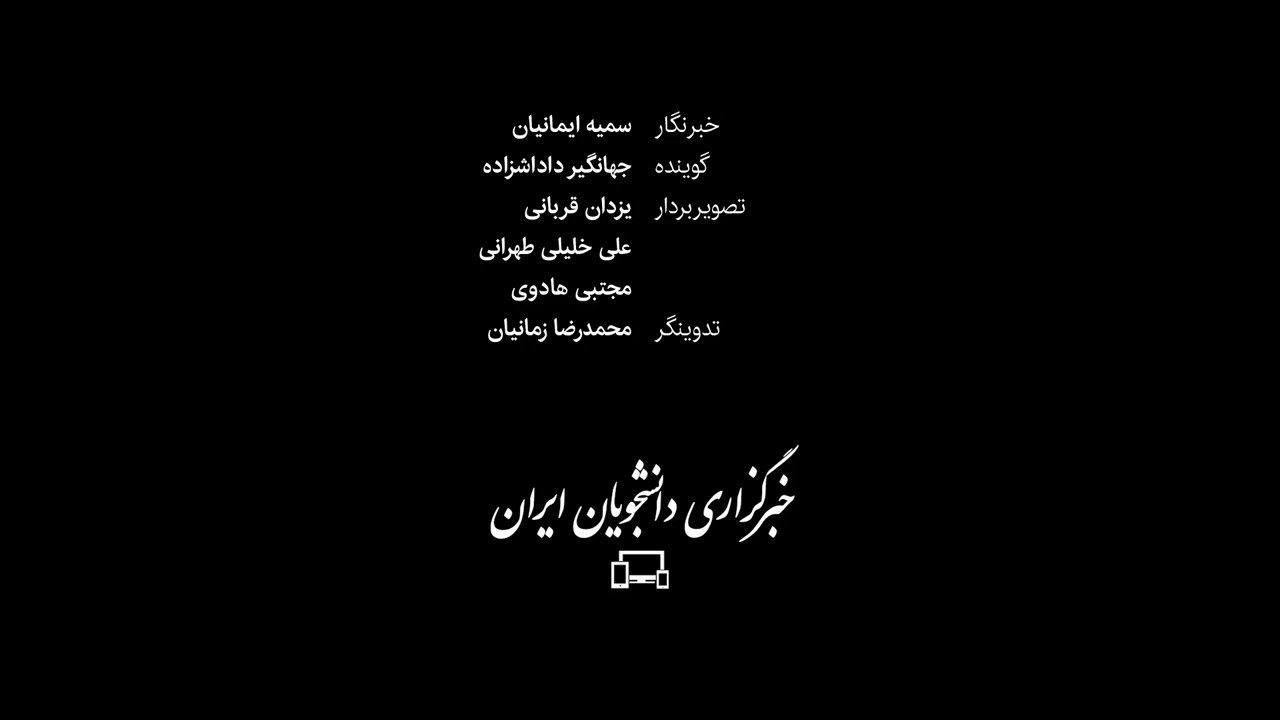 خبرنگار سمیه ایمانیان
گوینده جهانگیر داداشزاده
تصویربردار یزدان قربانی
علی خلیلی طهرانی
مجتبی هادوی
تدوینگر محمدرضا زمانیان
خبرگزاری دانشجویان ایران